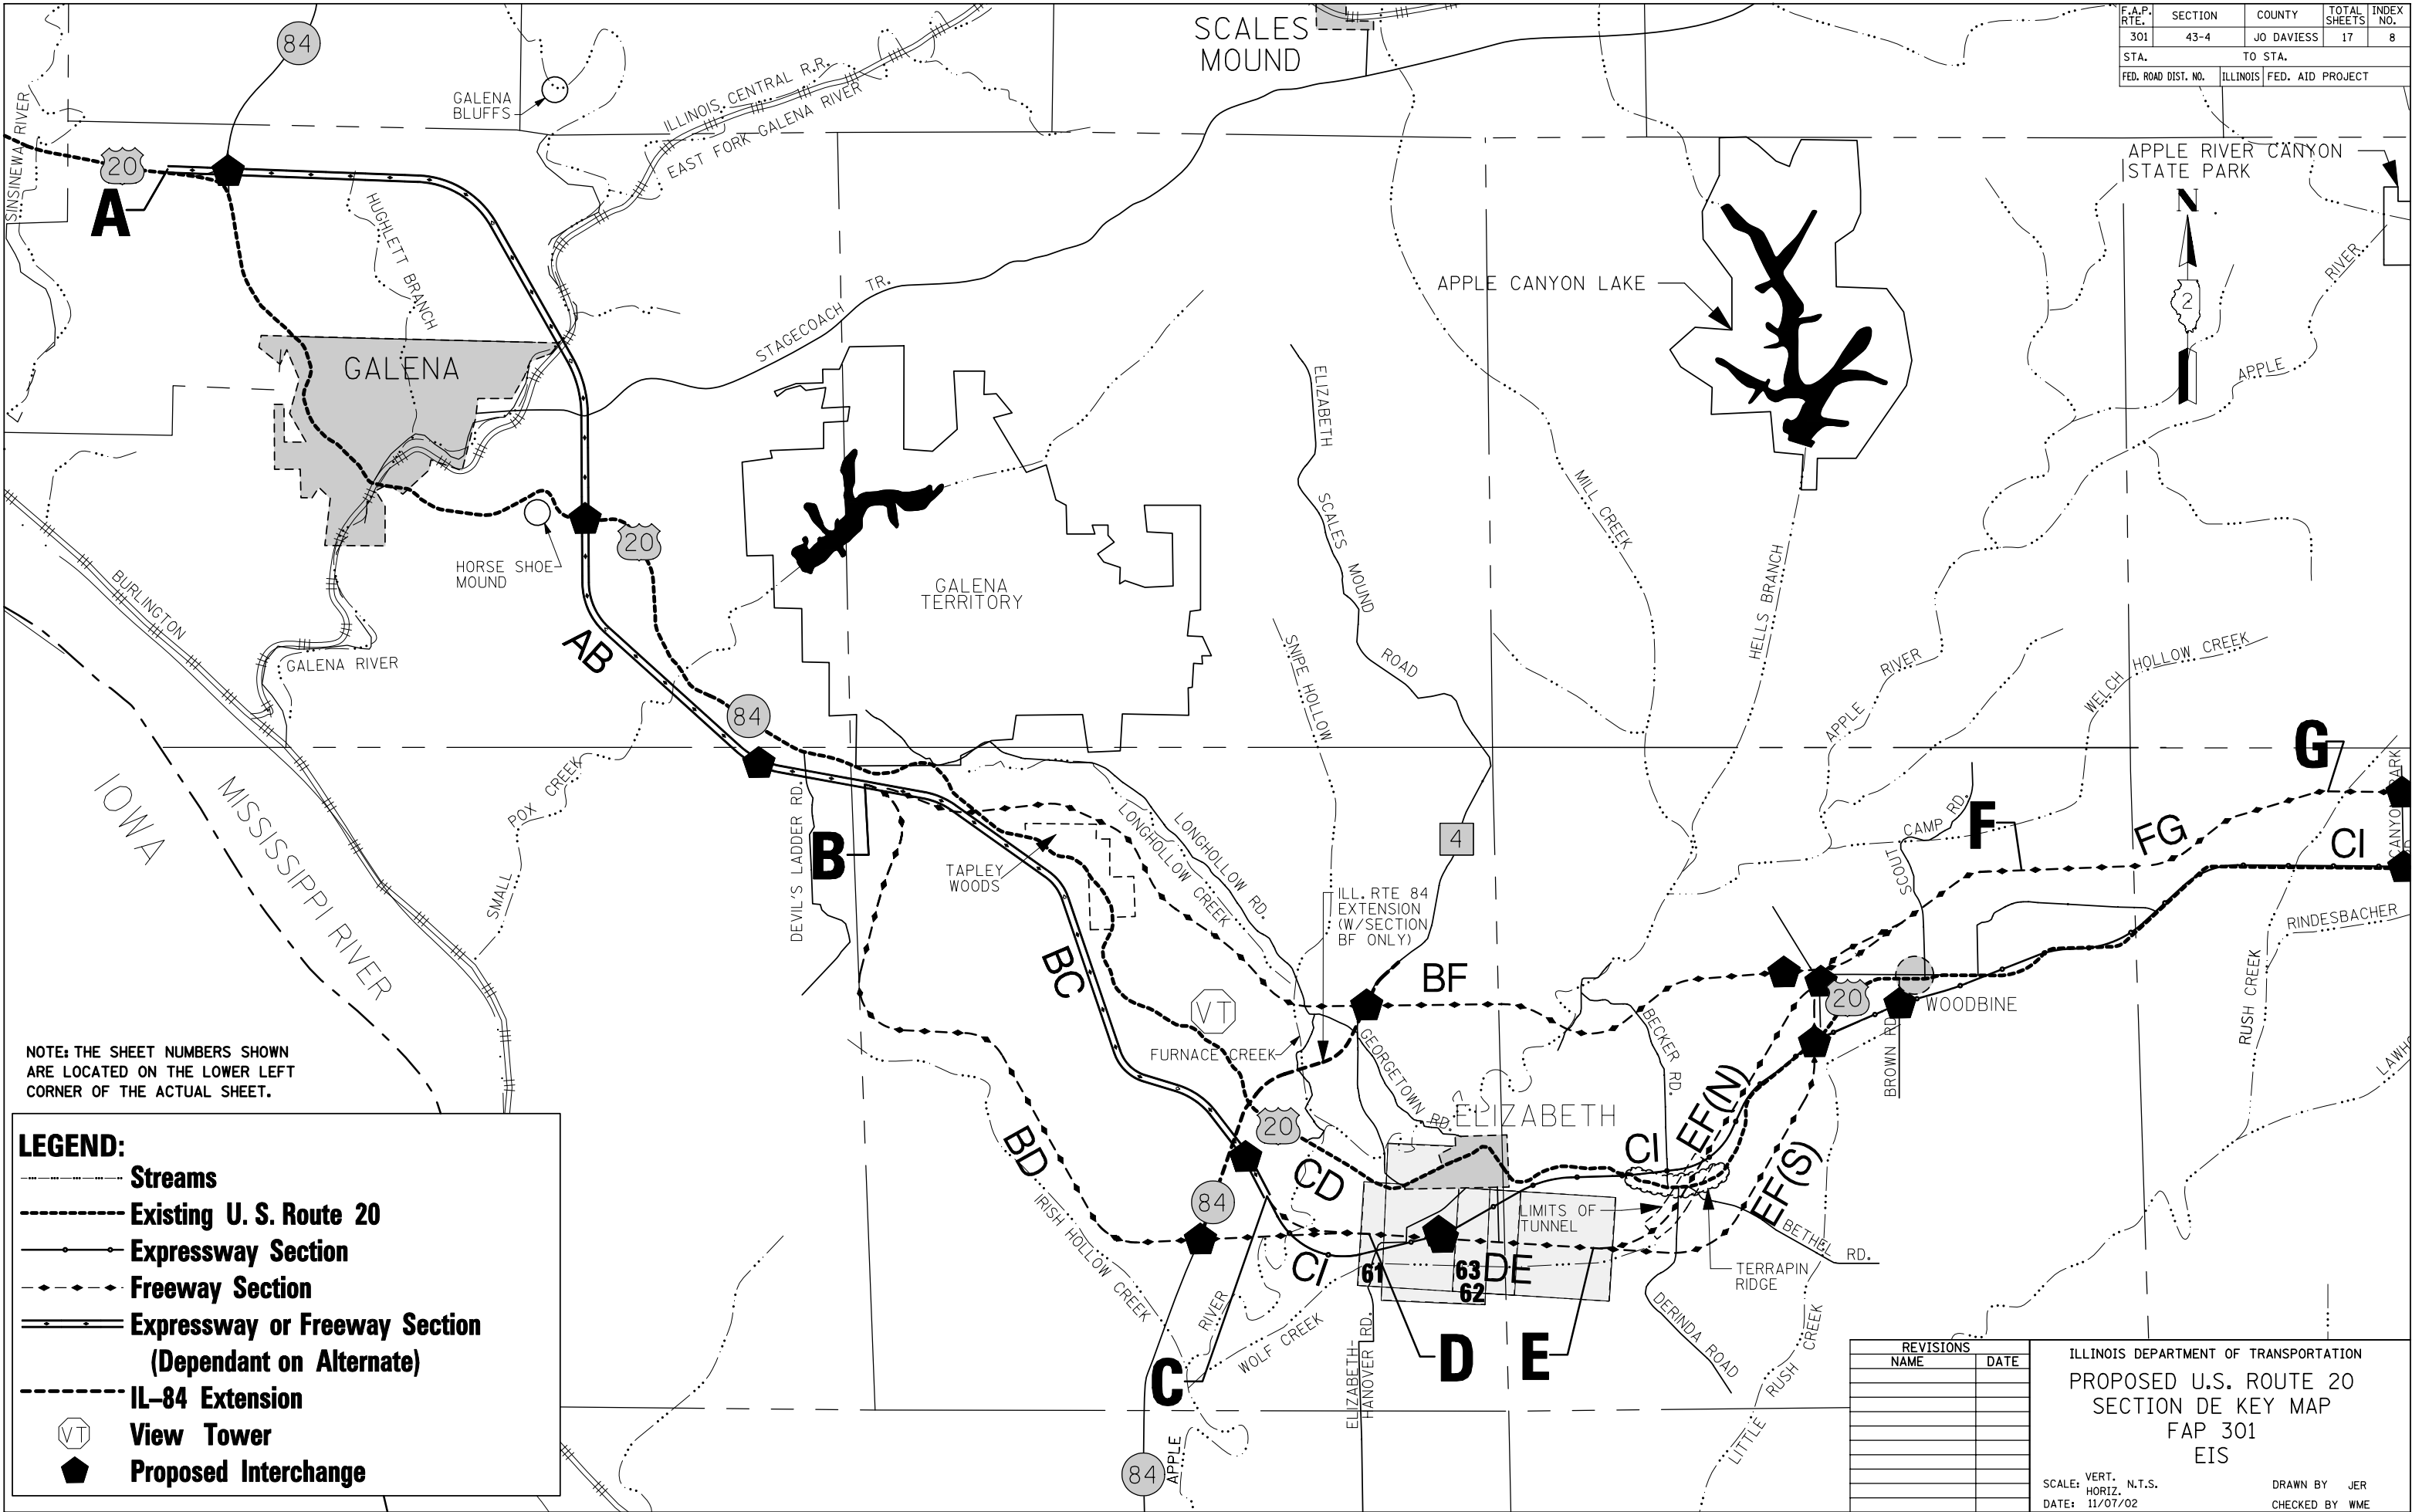 F.A.P. RTE. SECTION COUNTY TOTAL SHEETS INDEX NO.
301 43-4 JO DAVIESS 17 8
STA. TO STA.
FED. ROAD DIST. NO. ILLINOIS FED. AID PROJECT
SCALES
MOUND
84
GALENA
BLUFFS
ILLINOIS CENTRAL R.R.
EAST FORK GALENA RIVER
SINSINEWA RIVER
20
A
HUGHLETT BRANCH
APPLE RIVER CANYON
STATE PARK
N
2
APPLE RIVER
APPLE CANYON LAKE
STAGECOACH TR.
GALENA
ELIZABETH SCALES MOUND ROAD
MILL CREEK
HORSE SHOE
MOUND
20
GALENA
TERRITORY
BURLINGTON
GALENA RIVER
AB
SNIPE HOLLOW
HELLS BRANCH
APPLE RIVER
WELCH HOLLOW CREEK
84
G
IOWA
MISSISSIPPI RIVER
SMALL POX CREEK
DEVIL'S LADDER RD.
B
TAPLEY
WOODS
LONGHOLLOW RD.
LONGHOLLOW CREEK
4
CAMP RD.
SCOUT
F
FG
CI
CANYON PARK
ILL. RTE 84
EXTENSION
(W/SECTION
BF ONLY)
RINDESBACHER
BC
BF
VT
20
WOODBINE
RUSH CREEK
FURNACE CREEK
GEORGETOWN RD.
BECKER RD.
BROWN RD.
LAWH
NOTE: THE SHEET NUMBERS SHOWN
ARE LOCATED ON THE LOWER LEFT
CORNER OF THE ACTUAL SHEET.
ELIZABETH
20
BD
CD
CI
EF(N)
EF(S)
84
IRISH HOLLOW CREEK
LIMITS OF
TUNNEL
BETHEL RD.
TERRAPIN
RIDGE
CI
61
63
62
DE
RIVER
WOLF CREEK
ELIZABETH-
HANOVER RD.
DERINDA ROAD
C
D
E
LITTLE RUSH CREEK
84
APPLE
LEGEND:
Streams
Existing U. S. Route 20
Expressway Section
Freeway Section
Expressway or Freeway Section
(Dependant on Alternate)
IL-84 Extension
VT View Tower
Proposed Interchange
REVISIONS
NAME DATE
ILLINOIS DEPARTMENT OF TRANSPORTATION
PROPOSED U.S. ROUTE 20
SECTION DE KEY MAP
FAP 301
EIS
SCALE: VERT. HORIZ. N.T.S.
DATE: 11/07/02
DRAWN BY JER
CHECKED BY WME